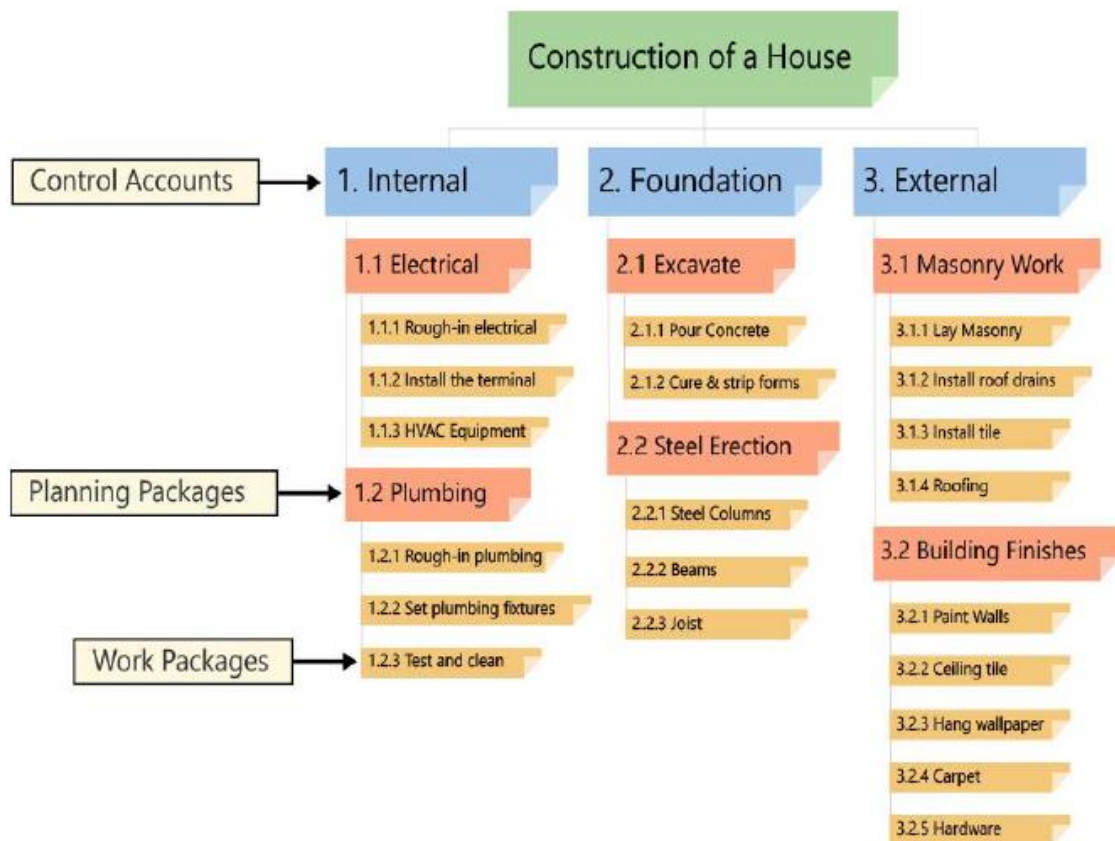 Construction of a House
Control Accounts
1. Internal
2. Foundation
3. External
1.1 Electrical
2.1 Excavate
3.1 Masonry Work
1.1.1 Rough-in electrical
2.1.1 Pour Concrete
3.1.1 Lay Masonry
1.1.2 Install the terminal
2.1.2 Cure & strip forms
3.1.2 Install roof drains
1.1.3 HVAC Equipment
2.2 Steel Erection
3.1.3 Install tile
Planning Packages
1.2 Plumbing
3.1.4 Roofing
2.2.1 Steel Columns
3.2 Building Finishes
1.2.1 Rough-in plumbing
2.2.2 Beams
1.2.2 Set plumbing fixtures
2.2.3 Joist
3.2.1 Paint Walls
Work Packages
1.2.3 Test and clean
3.2.2 Ceiling tile
3.2.3 Hang wallpaper
3.2.4 Carpet
3.2.5 Hardware